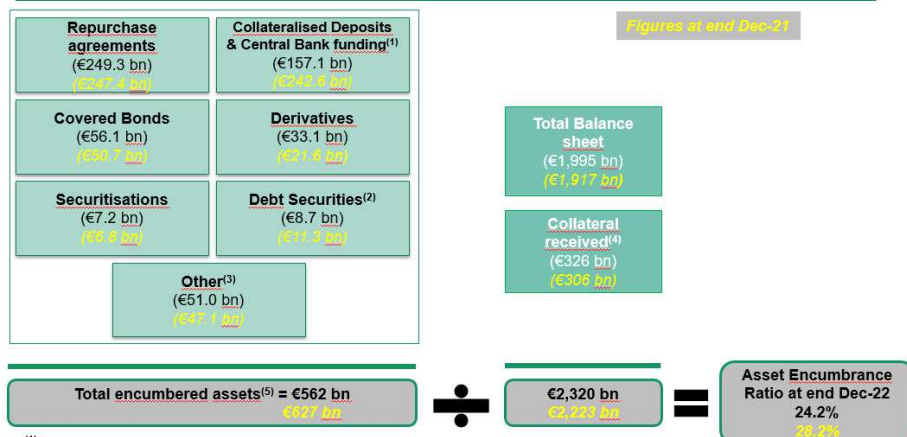 Figures at end Dec-21
Repurchase
agreements
(€249.3 bn)
(€247.4 bn)
Collateralised Deposits
& Central Bank funding(1)
(€157.1 bn)
(€242.6 bn)
Covered Bonds
(€56.1 bn)
(€50.7 bn)
Derivatives
(€33.1 bn)
(€21.6 bn)
Securitisations
(€7.2 bn)
(€6.8 bn)
Debt Securities(2)
(€8.7 bn)
(€11.3 bn)
Other(3)
(€51.0 bn)
(€47.1 bn)
Total Balance
sheet
(€1,995 bn)
(€1,917 bn)
Collateral
received(4)
(€326 bn)
(€306 bn)
Total encumbered assets(5) = €562 bn
€627 bn
÷
€2,320 bn
€2,223 bn
=
Asset Encumbrance
Ratio at end Dec-22
24.2%
28.2%